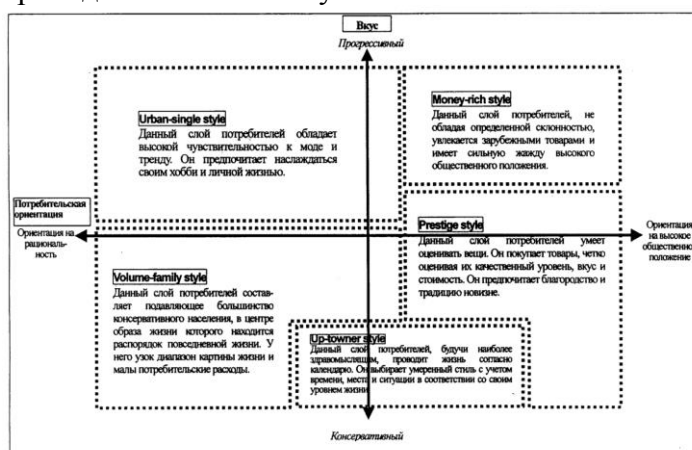 Вкус
Прогрессивный
Urban-single style
Данный слой потребителей обладает
высокой чувствительностью к моде и
тренду. Он предпочитает наслаждаться
своим хобби и личной жизнью.
Money-rich style
Данный слой потребителей, не
обладая определенной склонностью,
увлекается зарубежными товарами и
имеет сильную жажду высокого
общественного положения.
Потребительская
ориентация
Ориентация на
рациональ-
ность
Ориентация
на высокое
общественное
положение
Prestige style
Данный слой потребителей умеет
оценивать вещи. Он покупает товары, четко
оценивая их качественный уровень, вкус и
стоимость. Он предпочитает благородство и
традицию новизне.
Volume-family style
Данный слой потребителей состав-
ляет подавляющее большинство
консервативного населения, в центре
образа жизни которого находится
распорядок повседневной жизни. У
него узок диапазон картины жизни и
малы потребительские расходы.
Up-towner style
Данный слой потребителей, будучи наиболее
здравомыслящим, проводит жизнь согласно
календарю. Он выбирает умеренный стиль с учетом
времени, места и ситуации в соответствии со своим
уровнем жизни
Консервативный